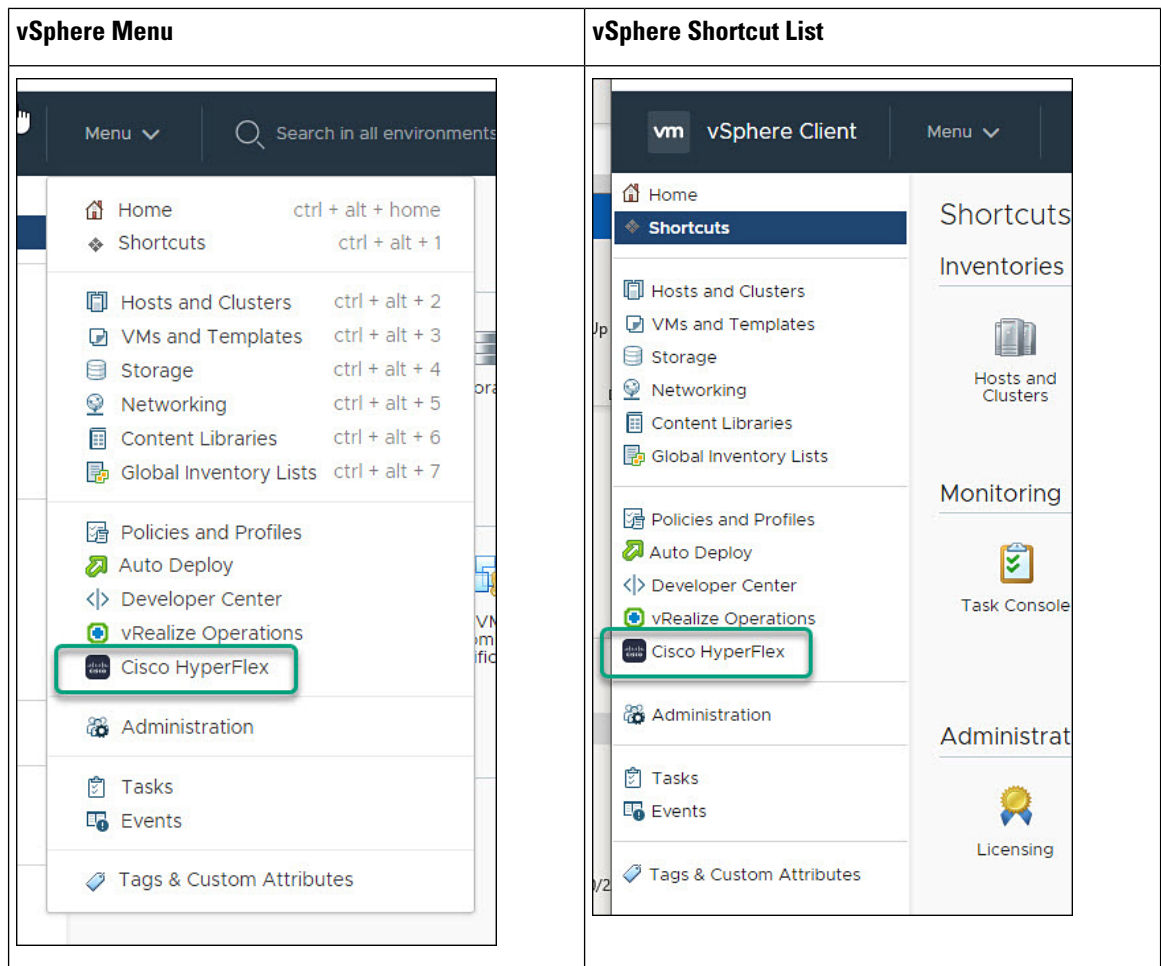 vSphere Menu
vSphere Shortcut List
Menu
Search in all environments
Home ctrl + alt + home
Shortcuts ctrl + alt + 1
Hosts and Clusters ctrl + alt + 2
VMs and Templates ctrl + alt + 3
Storage ctrl + alt + 4
Networking ctrl + alt + 5
Content Libraries ctrl + alt + 6
Global Inventory Lists ctrl + alt + 7
Policies and Profiles
Auto Deploy
Developer Center
vRealize Operations
Cisco HyperFlex
Administration
Tasks
Events
Tags & Custom Attributes
vm vSphere Client Menu
Home
Shortcuts
Hosts and Clusters
VMs and Templates
Storage
Networking
Content Libraries
Global Inventory Lists
Policies and Profiles
Auto Deploy
Developer Center
vRealize Operations
Cisco HyperFlex
Administration
Tasks
Events
Tags & Custom Attributes
Shortcuts
Inventories
Hosts and
Clusters
Monitoring
Task Console
Administrat
Licensing